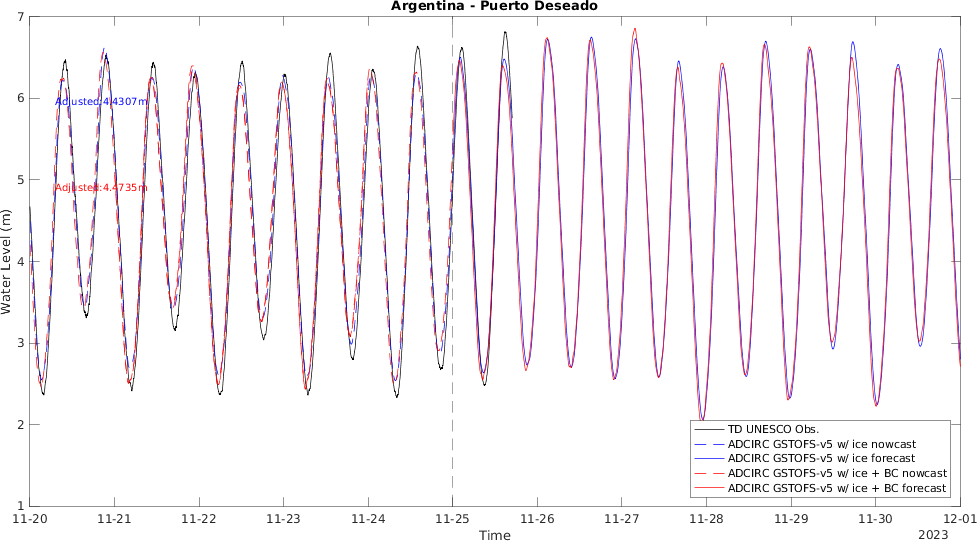 Argentina - Puerto Deseado
7
6
5
4
3
2
1
Water Level (m)
Adjusted:4.4307m
Adjusted:4.4735m
TD UNESCO Obs.
ADCIRC GSTOFS-v5 w/ ice nowcast
ADCIRC GSTOFS-v5 w/ ice forecast
ADCIRC GSTOFS-v5 w/ ice + BC nowcast
ADCIRC GSTOFS-v5 w/ ice + BC forecast
11-20 11-21 11-22 11-23 11-24 11-25 11-26 11-27 11-28 11-29 11-30 12-01
Time
2023